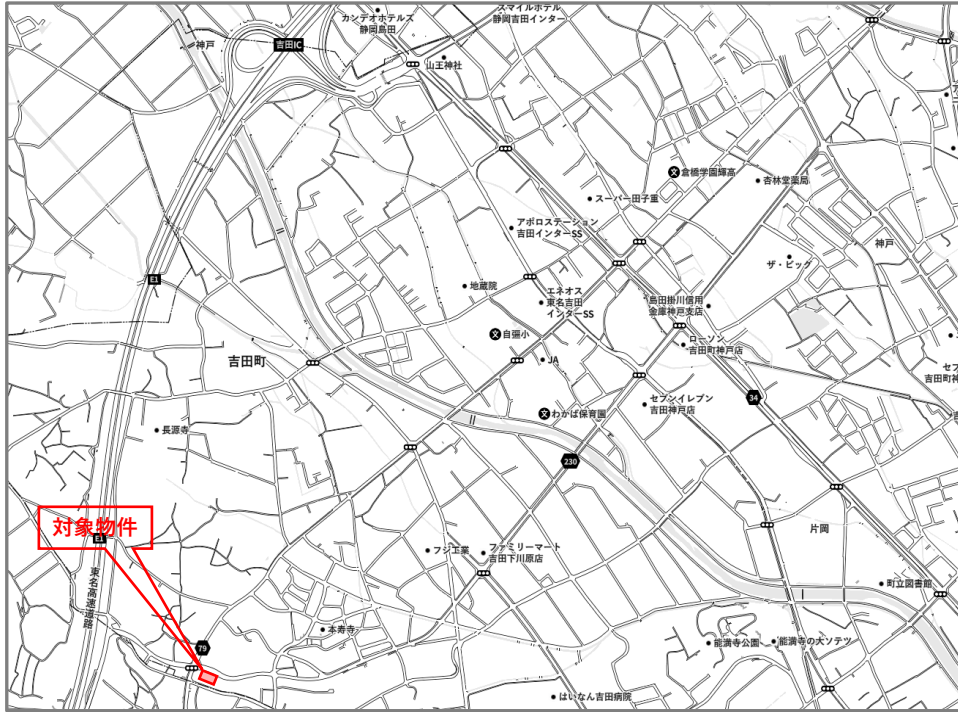 カンデオホテルズ
静岡島田
スマイルホテル
静岡吉田インター
神戸
吉田IC
山王神社
倉橋学園輝高
杏林堂薬局
スーパー田子重
アポロステーション
吉田インターSS
神戸
ザ・ビッグ
E1
地蔵院
エネオス
東名吉田
インターSS
島田掛川信用
金庫神戸支店
自彊小
ローソン
吉田町神戸店
吉田町
JA
セブ
吉田町神
34
セブンイレブン
吉田神戸店
わかば保育園
長源寺
230
対象物件
E1
片岡
フジ工業
ファミリーマート
吉田下川原店
東名高速道路
町立図書館
本寿寺
79
能満寺公園
能満寺の大ソテツ
はいなん吉田病院